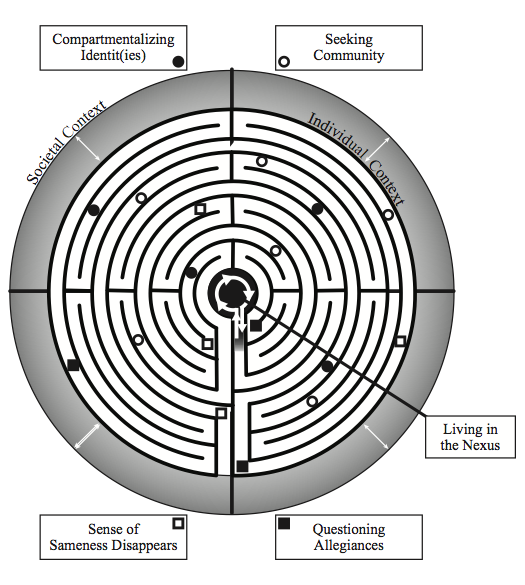 Compartmentalizing
Identit(ies)
Seeking
Community
Societal Context
Individual Context
Living in
the Nexus
Sense of
Sameness Disappears
Questioning
Allegiances